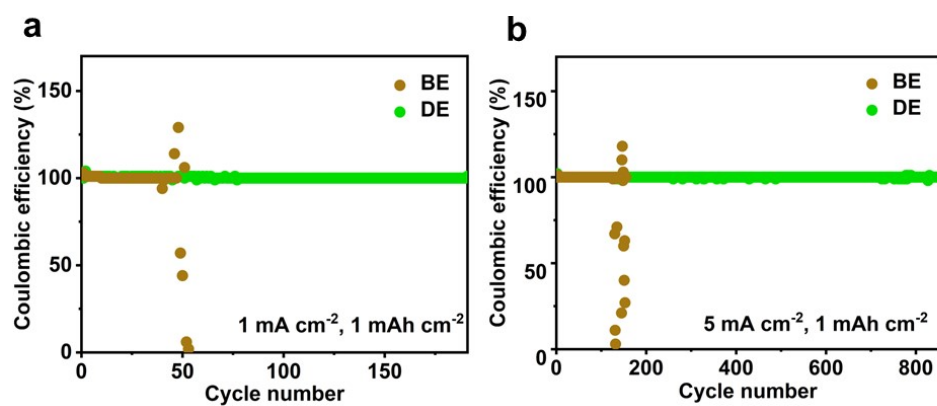 a
Coulombic efficiency (%)
150
100
50
0
BE
DE
1 mA cm⁻², 1 mAh cm⁻²
0
50
100
150
Cycle number
b
Coulombic efficiency (%)
150
100
50
0
BE
DE
5 mA cm⁻², 1 mAh cm⁻²
0
200
400
600
800
Cycle number